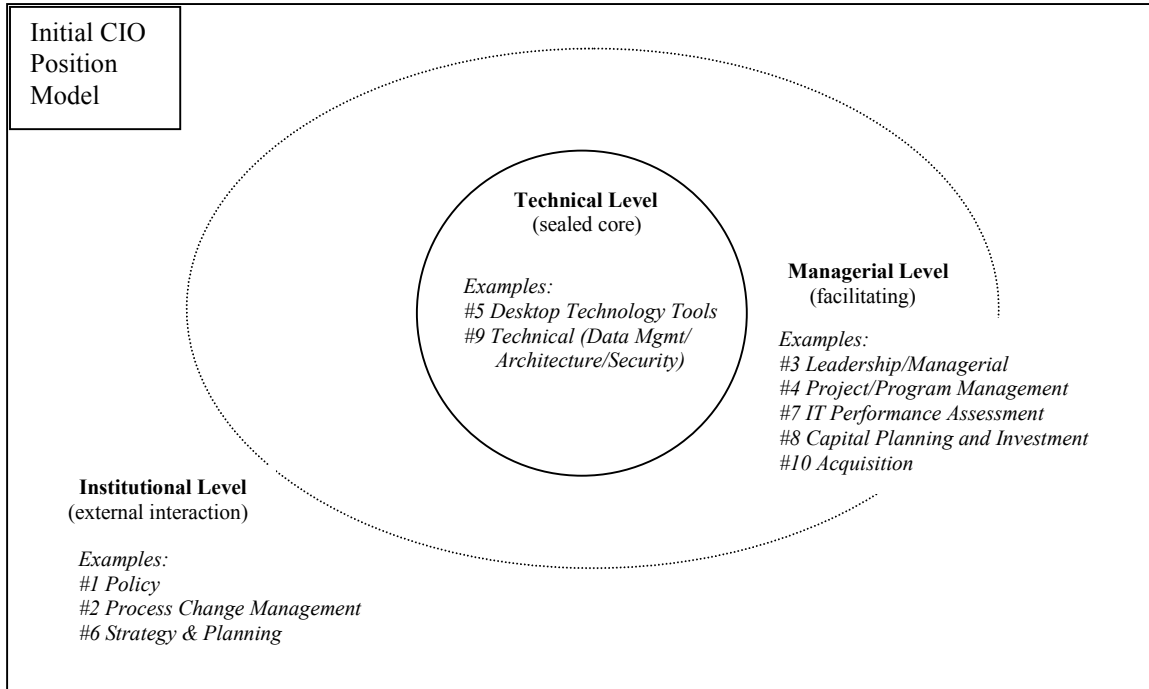 Initial CIO
Position
Model
Technical Level
(sealed core)
Examples:
#5 Desktop Technology Tools
#9 Technical (Data Mgmt/
Architecture/Security)
Managerial Level
(facilitating)
Examples:
#3 Leadership/Managerial
#4 Project/Program Management
#7 IT Performance Assessment
#8 Capital Planning and Investment
#10 Acquisition
Institutional Level
(external interaction)
Examples:
#1 Policy
#2 Process Change Management
#6 Strategy & Planning